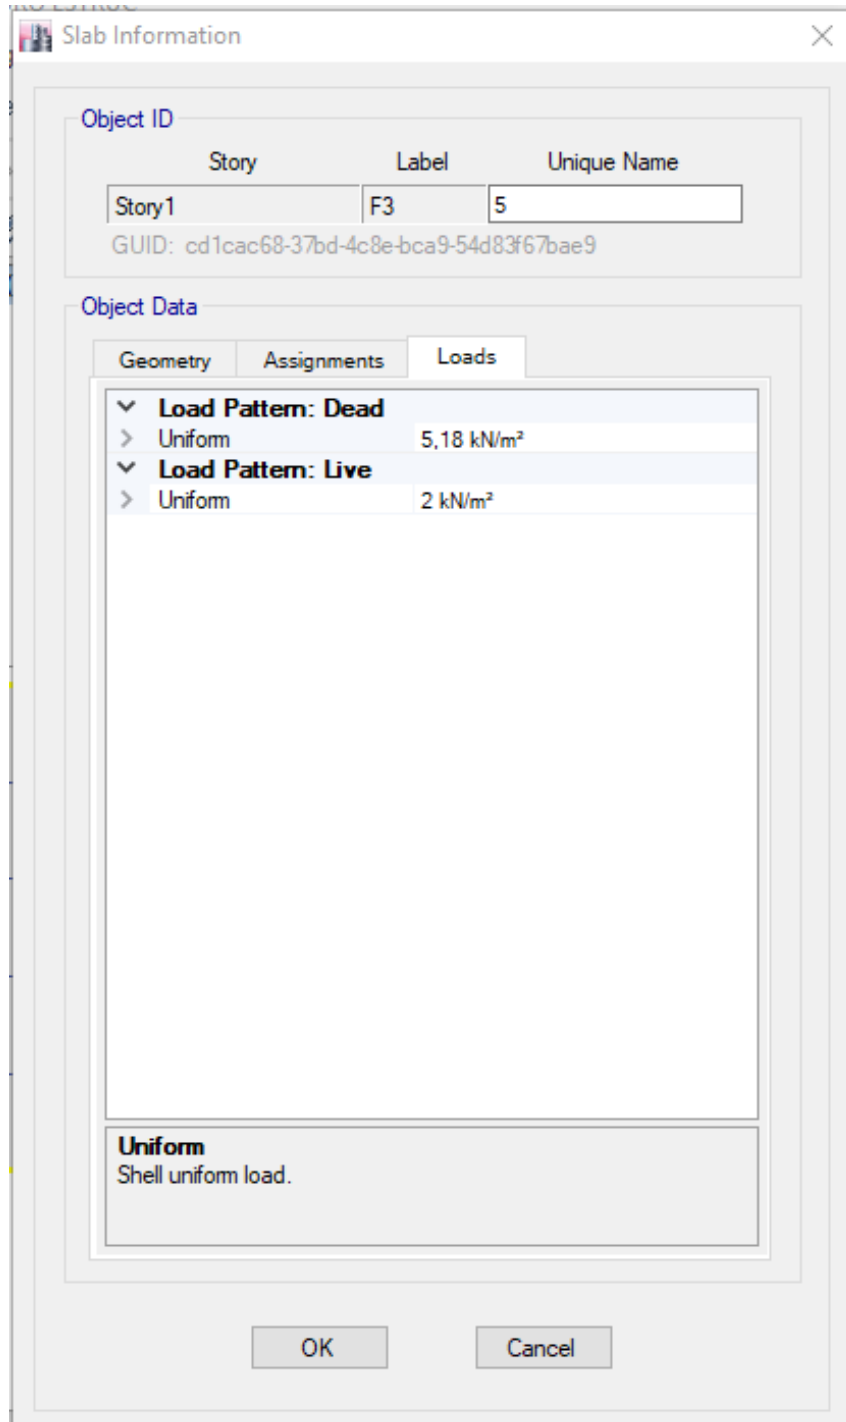 Slab Information
Object ID
Story Label Unique Name
Story1 F3 5
GUID: cd1cac68-37bd-4c8e-bca9-54d83f67bae9
Object Data
Geometry Assignments Loads
Load Pattern: Dead
Uniform 5,18 kN/m²
Load Pattern: Live
Uniform 2 kN/m²
Uniform
Shell uniform load.
OK Cancel